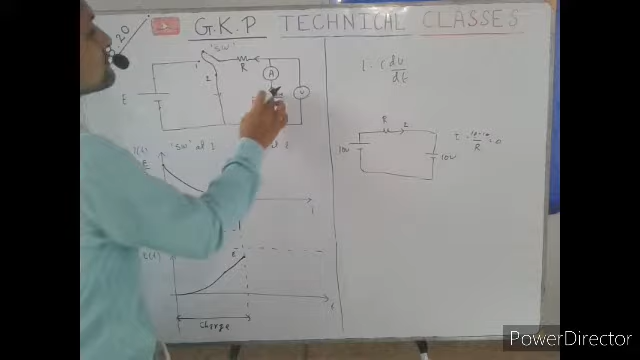 G.K.P TECHNICAL CLASSES
20
"SW"
1
2
R
A
V
E
I = C dv/dt
R
I
10V
10V
I = 10-10/R = 0
i(t)
"SW" at 1
E
t
E
t
Charge
PowerDirector